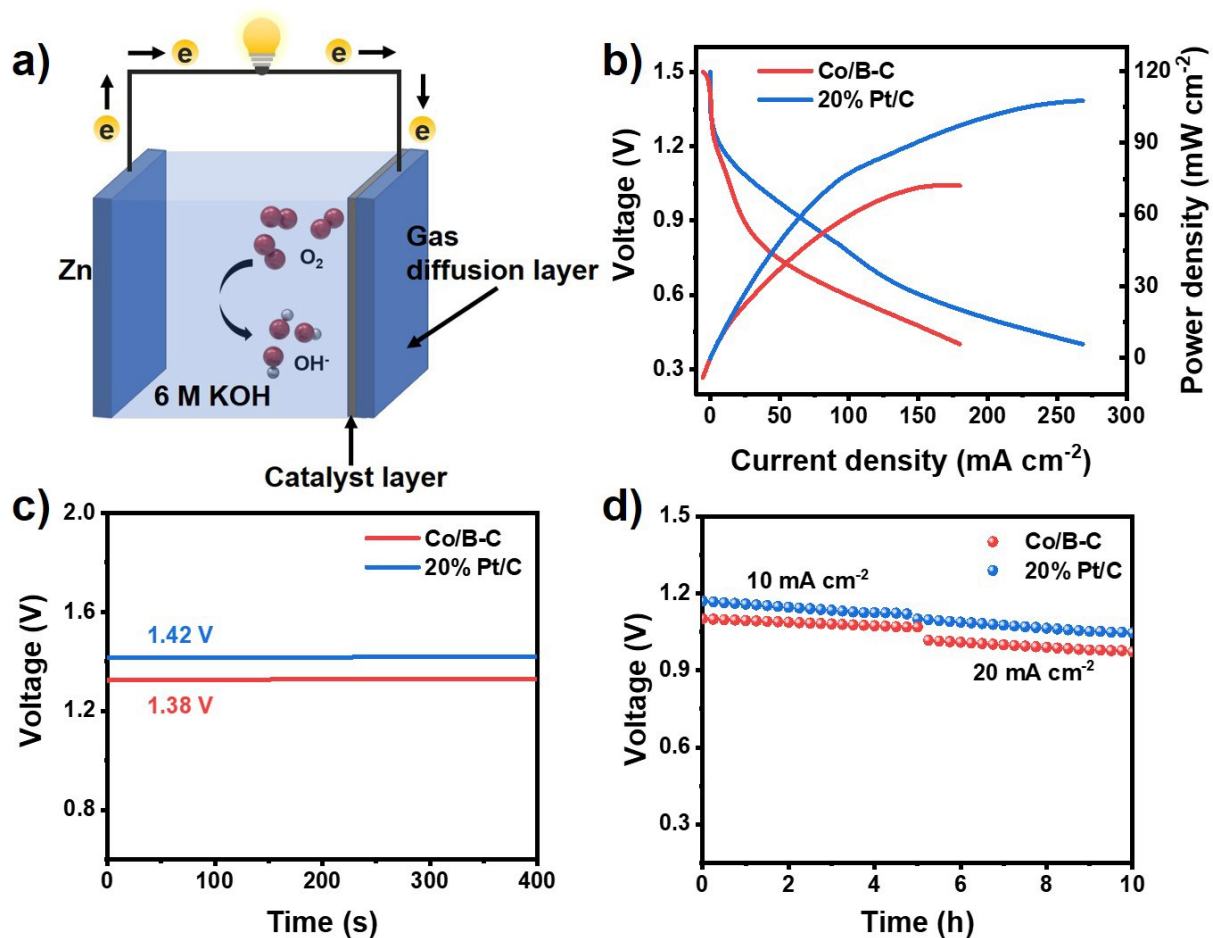 a)
e
e
e
e
Zn
O₂
OH⁻
6 M KOH
Gas
diffusion layer
Catalyst layer
b)
Co/B-C
20% Pt/C
1.5
1.2
0.9
0.6
0.3
Voltage (V)
120
90
60
30
0
Power density (mW cm⁻²)
0 50 100 150 200 250 300
Current density (mA cm⁻²)
c)
Co/B-C
20% Pt/C
2.0
1.6
1.2
0.8
Voltage (V)
1.42 V
1.38 V
0 100 200 300 400
Time (s)
d)
Co/B-C
20% Pt/C
1.5
1.2
0.9
0.6
0.3
Voltage (V)
10 mA cm⁻²
20 mA cm⁻²
0 2 4 6 8 10
Time (h)